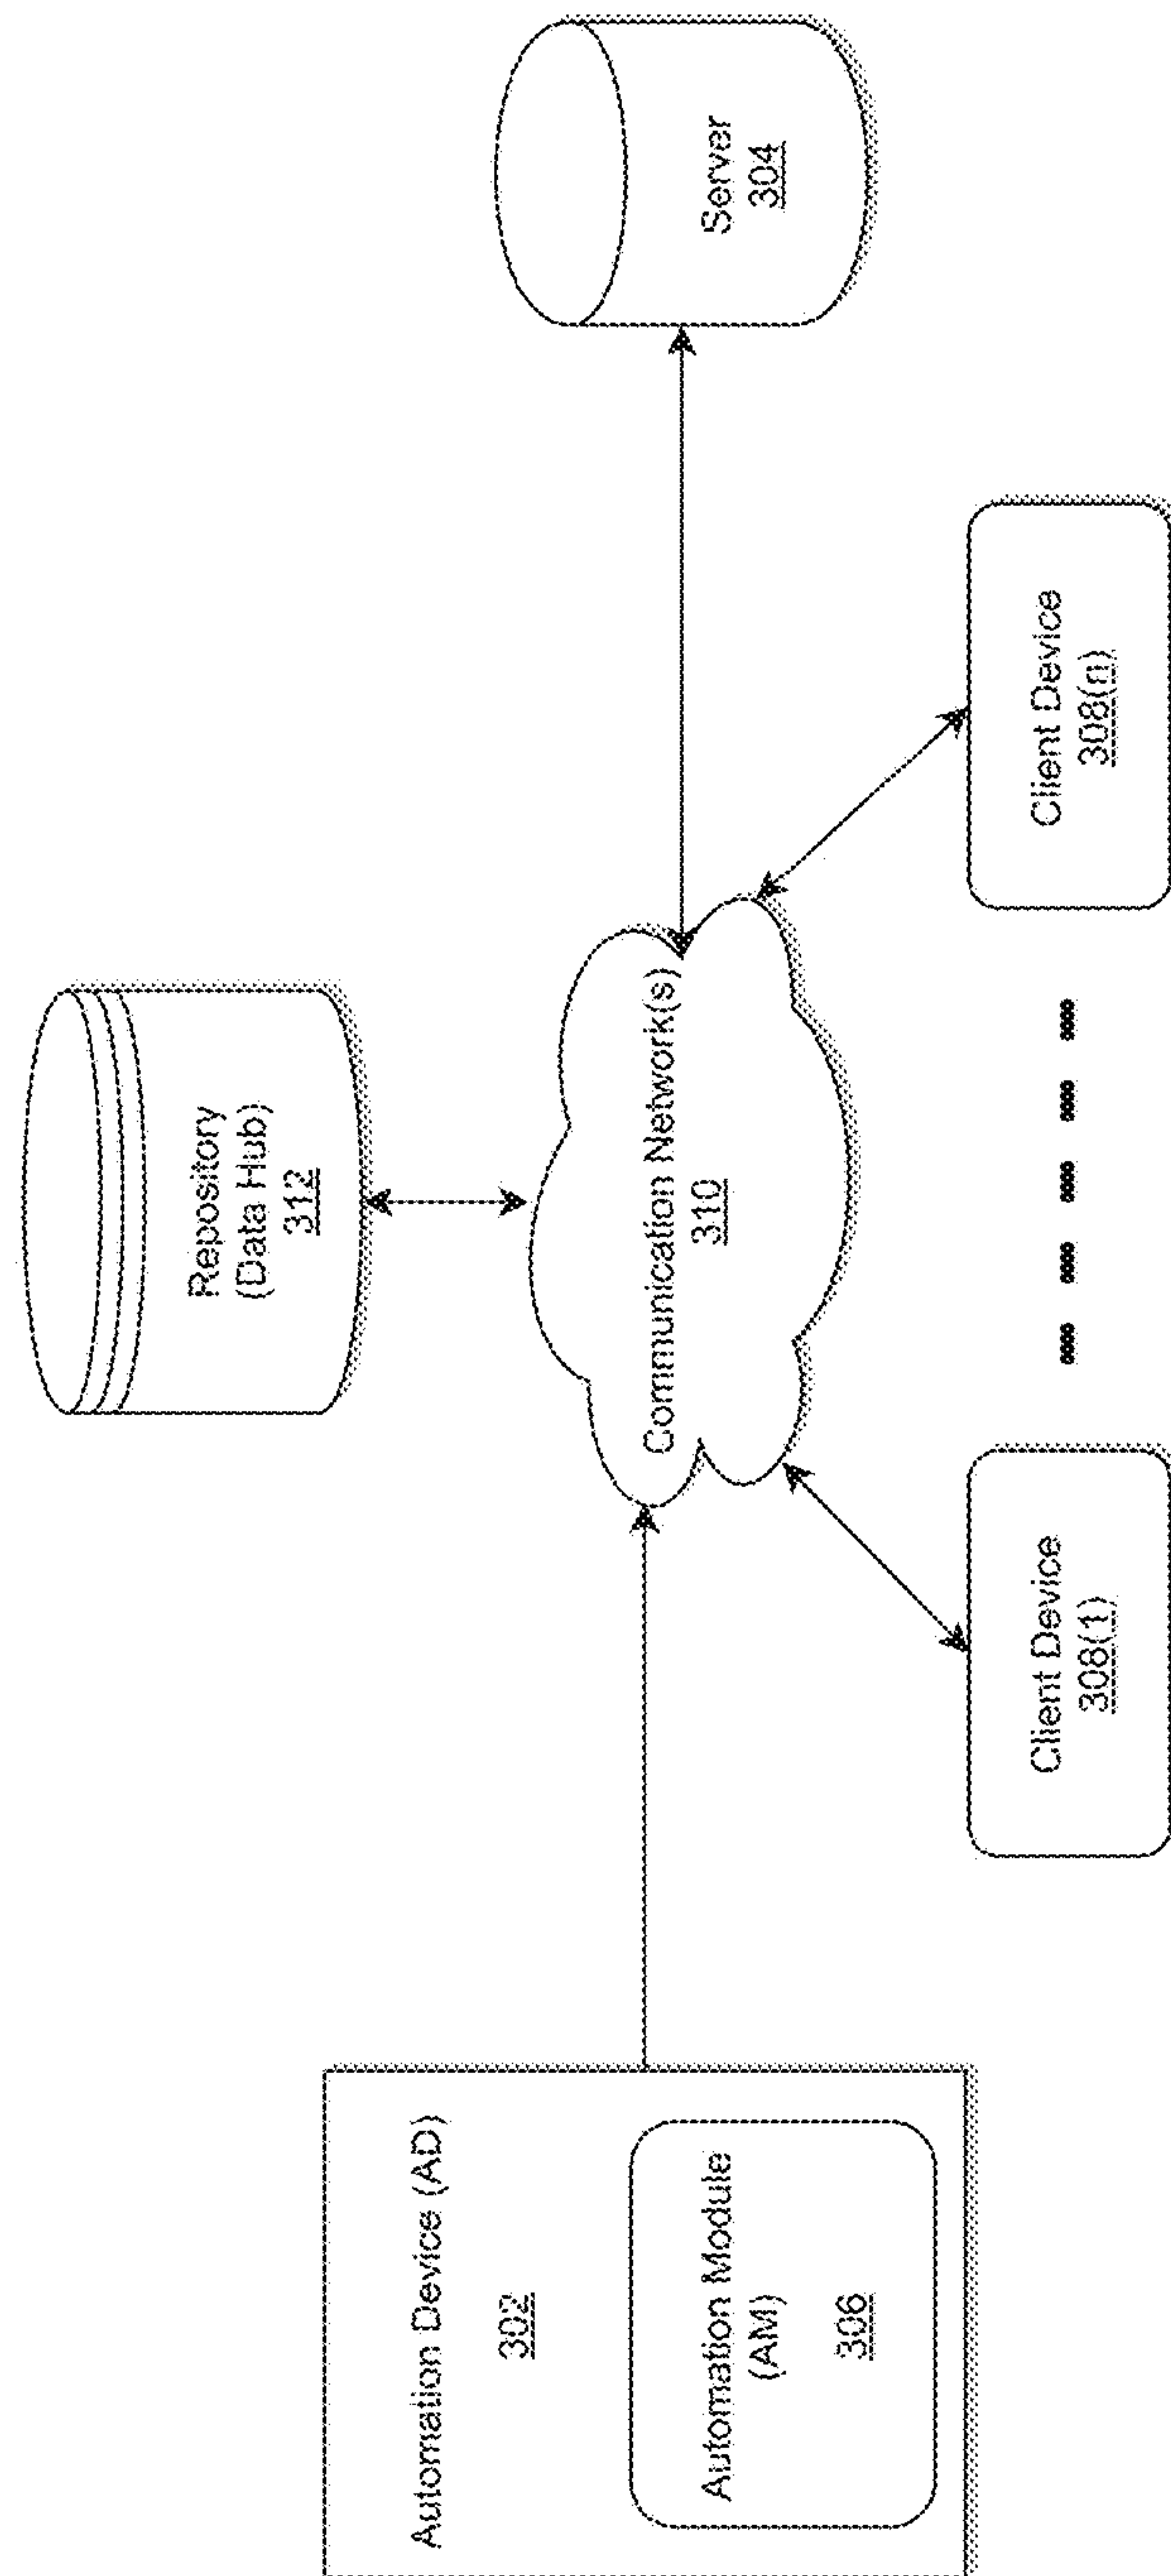 Automation Device (AD)
302
Automation Module
(AM)
306
Repository
(Data Hub)
312
Communication Network(s)
310
Server
304
Client Device
308(1)
Client Device
308(n)